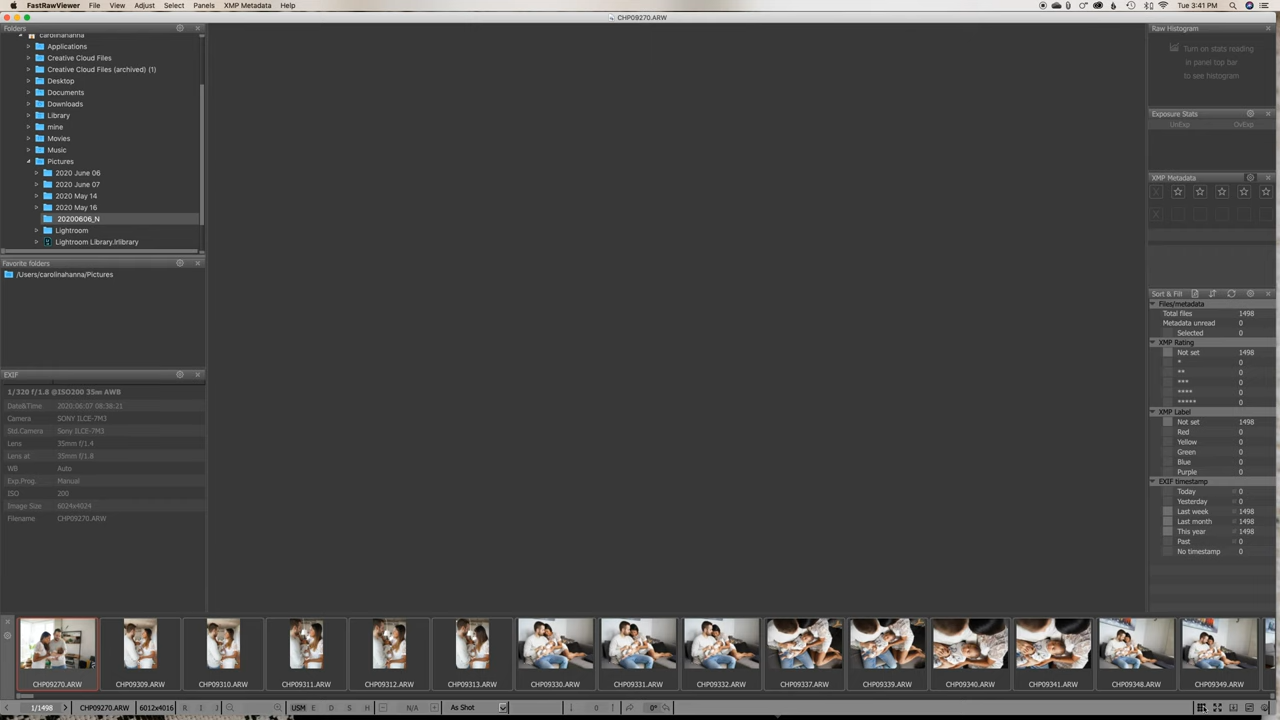 FastRawViewer File View Adjust Select Panels XMP Metadata Help Tue 3:41 PM
CHP09270.ARW
Folders
carolinahanna
Applications
Creative Cloud Files
Creative Cloud Files (archived) (1)
Desktop
Documents
Downloads
Library
mine
Movies
Music
Pictures
2020 June 06
2020 June 07
2020 May 14
2020 May 16
20200606_N
Lightroom
Lightroom Library.lrlibrary
Favorite folders
/Users/carolinahanna/Pictures
EXIF
1/320 f/1.8 @ISO200 35mm AWB
Date&Time 2020:06:07 08:38:21
Camera SONY ILCE-7M3
Std.Camera Sony ILCE-7M3
Lens 35mm f/1.4
Lens at 35mm f/1.8
WB Auto
Exp.Prog. Manual
ISO 200
Image Size 6024x4024
Filename: CHP09270.ARW
Raw Histogram
Turn on stats reading
in panel top bar
to see histogram
Exposure Stats
UnExp OvExp
XMP Metadata
Sort & Fill
Files/metadata
Total files 1498
Metadata unread 0
Selected 0
XMP Rating
Not set 1498
* 0
** 0
*** 0
**** 0
***** 0
XMP Label
Not set 1498
Red 0
Yellow 0
Green 0
Blue 0
Purple 0
EXIF timestamp
Today 0
Yesterday 0
Last week 1498
Last month 1498
This year 1498
Past 0
No timestamp 0
CHP09270.ARW CHP09309.ARW CHP09310.ARW CHP09311.ARW CHP09312.ARW CHP09313.ARW CHP09330.ARW CHP09331.ARW CHP09332.ARW CHP09337.ARW CHP09339.ARW CHP09340.ARW CHP09341.ARW CHP09348.ARW CHP09349.ARW
1/1498 CHP09270.ARW 6012x4016 R I J USM E D S H N/A As Shot 0 0°